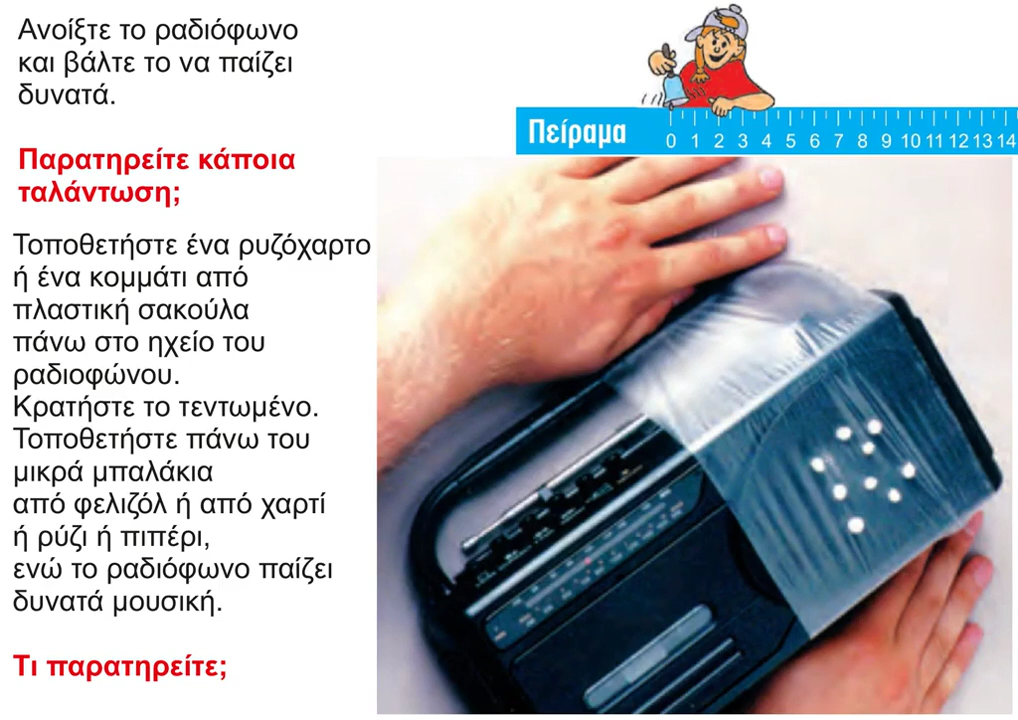 Ανοίξτε το ραδιόφωνο
και βάλτε το να παίζει
δυνατά.
Παρατηρείτε κάποια
ταλάντωση;
Τοποθετήστε ένα ρυζόχαρτο
ή ένα κομμάτι από
πλαστική σακούλα
πάνω στο ηχείο του
ραδιοφώνου.
Κρατήστε το τεντωμένο.
Τοποθετήστε πάνω του
μικρά μπαλάκια
από φελιζόλ ή από χαρτί
ή ρύζι ή πιπέρι,
ενώ το ραδιόφωνο παίζει
δυνατά μουσική.
Τι παρατηρείτε;
Πείραμα
0 1 2 3 4 5 6 7 8 9 10 11 12 13 14